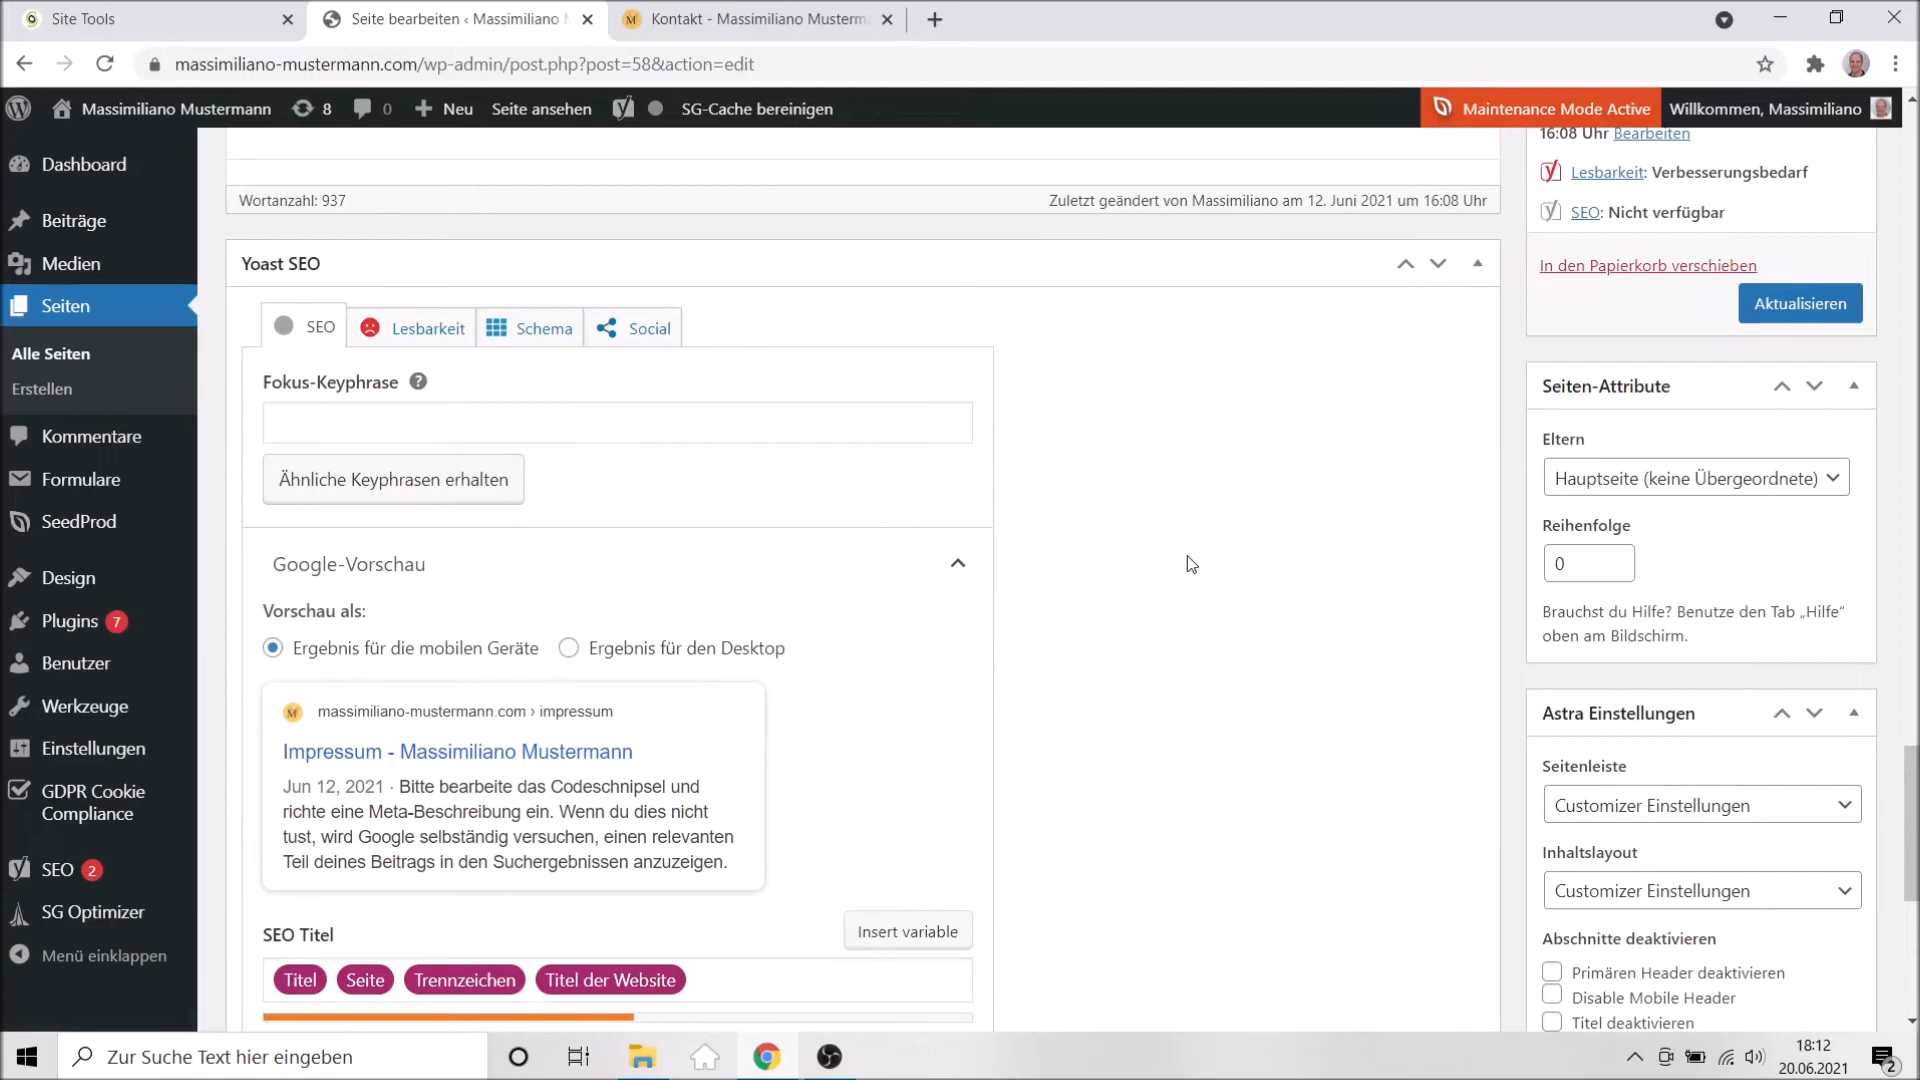 Site Tools
Seite bearbeiten ‹ Massimiliano M
Kontakt - Massimiliano Musterma
massimiliano-mustermann.com/wp-admin/post.php?post=58&action=edit
Massimiliano Mustermann
8
0
Neu
Seite ansehen
SG-Cache bereinigen
Maintenance Mode Active
Willkommen, Massimiliano
Dashboard
Beiträge
Medien
Seiten
Alle Seiten
Erstellen
Kommentare
Formulare
SeedProd
Design
Plugins 7
Benutzer
Werkzeuge
Einstellungen
GDPR Cookie
Compliance
SEO 2
SG Optimizer
Menü einklappen
Wortanzahl: 937
Zuletzt geändert von Massimiliano am 12. Juni 2021 um 16:08 Uhr
Yoast SEO
SEO
Lesbarkeit
Schema
Social
Fokus-Keyphrase ?
Ähnliche Keyphrasen erhalten
Google-Vorschau
Vorschau als:
Ergebnis für die mobilen Geräte
Ergebnis für den Desktop
M
massimiliano-mustermann.com › impressum
Impressum - Massimiliano Mustermann
Jun 12, 2021 · Bitte bearbeite das Codeschnipsel und
richte eine Meta-Beschreibung ein. Wenn du dies nicht
tust, wird Google selbständig versuchen, einen relevanten
Teil deines Beitrags in den Suchergebnissen anzuzeigen.
SEO Titel
Insert variable
Titel
Seite
Trennzeichen
Titel der Website
16:08 Uhr Bearbeiten
Lesbarkeit: Verbesserungsbedarf
SEO: Nicht verfügbar
In den Papierkorb verschieben
Aktualisieren
Seiten-Attribute
Eltern
Hauptseite (keine Übergeordnete)
Reihenfolge
0
Brauchst du Hilfe? Benutze den Tab „Hilfe“
oben am Bildschirm.
Astra Einstellungen
Seitenleiste
Customizer Einstellungen
Inhaltslayout
Customizer Einstellungen
Abschnitte deaktivieren
Primären Header deaktivieren
Disable Mobile Header
Titel deaktivieren
Zur Suche Text hier eingeben
18:12
20.06.2021
2